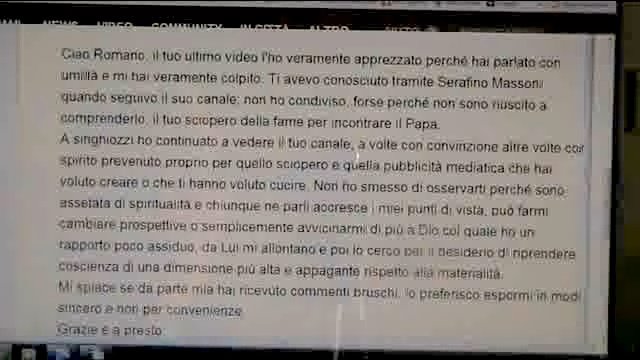 NEWS VIDEO COMMUNITY IN CITTÀ ALTRO
Ciao Romano, il tuo ultimo video l'ho veramente apprezzato perché hai parlato con
umiltà e mi hai veramente colpito. Ti avevo conosciuto tramite Serafino Massoni
quando seguivo il suo canale; non ho condiviso, forse perché non sono riuscito a
comprenderlo, il tuo sciopero della fame per incontrare il Papa.
A singhiozzi ho continuato a vedere il tuo canale, a volte con convinzione altre volte con
spirito prevenuto proprio per quello sciopero e quella pubblicità mediatica che hai
voluto creare o che ti hanno voluto cucire. Non ho smesso di osservarti perché sono
assetata di spiritualità e chiunque ne parli accresce i miei punti di vista, può farmi
cambiare prospettive o semplicemente avvicinarmi di più a Dio col quale ho un
rapporto poco assiduo, da Lui mi allontano e poi lo cerco per il desiderio di riprendere
coscienza di una dimensione più alta e appagante rispetto alla materialità.
Mi spiace se da parte mia hai ricevuto commenti bruschi, io preferisco espormi in modi
sincero e non per convenienze.
Grazie e a presto.